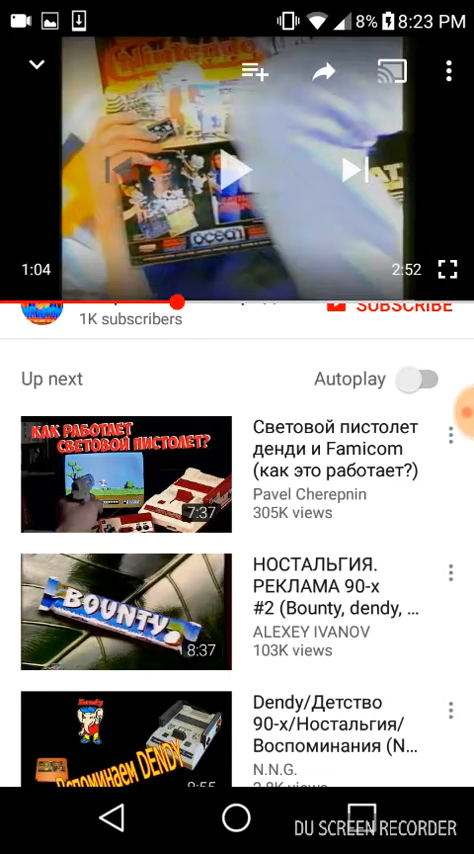 8% 8:23 PM
Nintendo
ocean
1:04
2:52
SUBSCRIBE
1K subscribers
Up next
Autoplay
КАК РАБОТАЕТ
СВЕТОВОЙ ПИСТОЛЕТ?
7:37
Световой пистолет
денди и Famicom
(как это работает?)
Pavel Cherepnin
305K views
BOUNTY
8:37
НОСТАЛЬГИЯ.
РЕКЛАМА 90-х
#2 (Bounty, dendy, ...
ALEXEY IVANOV
103K views
Dendy
Вспоминаем DENDY
Dendy/Детство
90-х/Ностальгия/
Воспоминания (N...
N.N.G.
DU SCREEN RECORDER